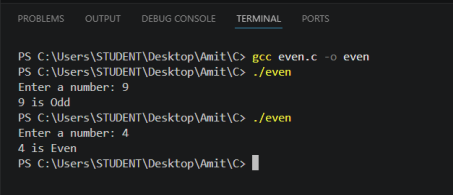 PROBLEMS OUTPUT DEBUG CONSOLE TERMINAL PORTS
PS C:\Users\STUDENT\Desktop\Amit\C> gcc even.c -o even
PS C:\Users\STUDENT\Desktop\Amit\C> ./even
Enter a number: 9
9 is Odd
PS C:\Users\STUDENT\Desktop\Amit\C> ./even
Enter a number: 4
4 is Even
PS C:\Users\STUDENT\Desktop\Amit\C>